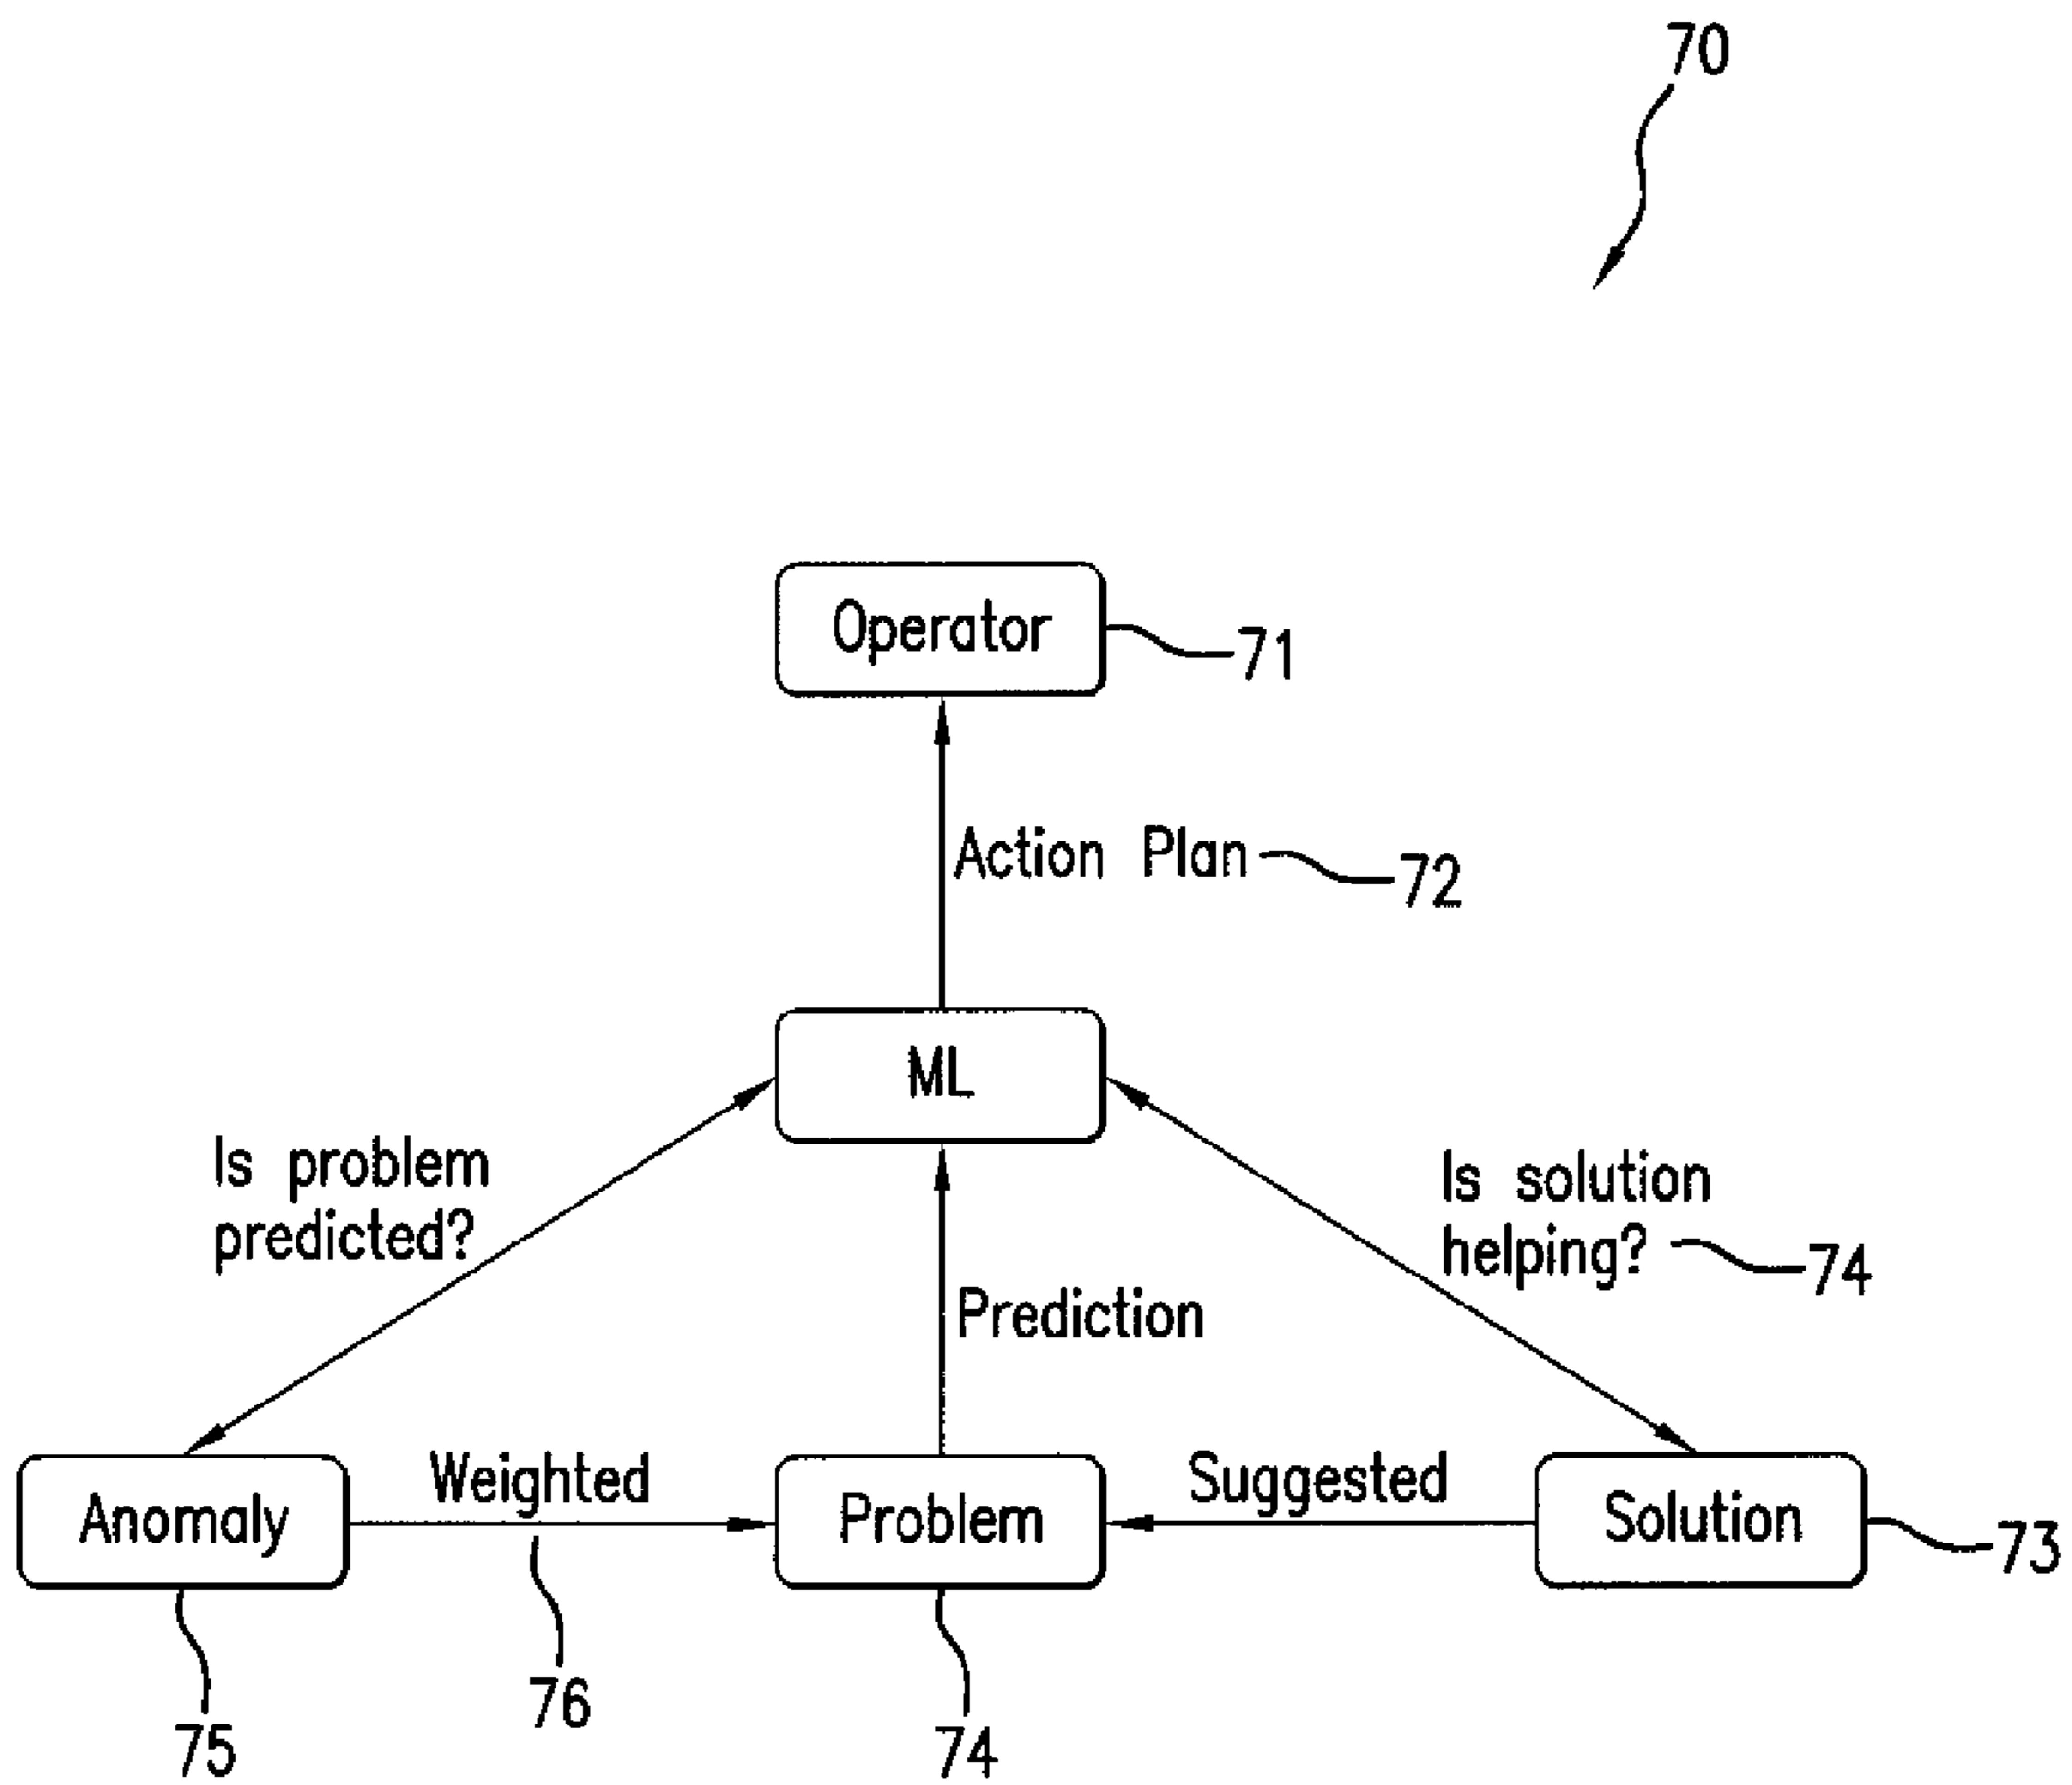 70
Operator
71
Action Plan
72
ML
Is problem
predicted?
Is solution
helping?
74
Prediction
Anomaly
Weighted
Problem
Suggested
Solution
73
75
76
74